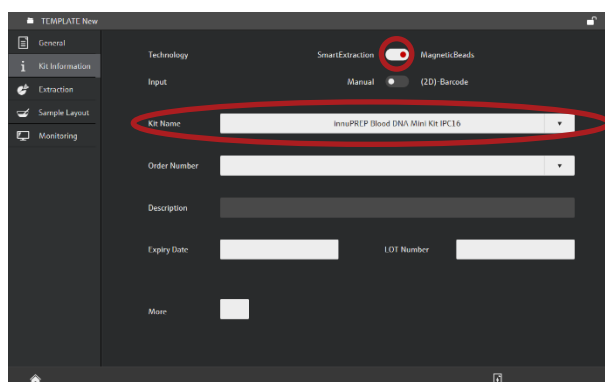 TEMPLATE New
General
Kit Information
Extraction
Sample Layout
Monitoring
Technology SmartExtraction MagneticBeads
Input Manual (2D)-Barcode
Kit Name innuPREP Blood DNA Mini Kit IPC16
Order Number
Description
Expiry Date LOT Number
More